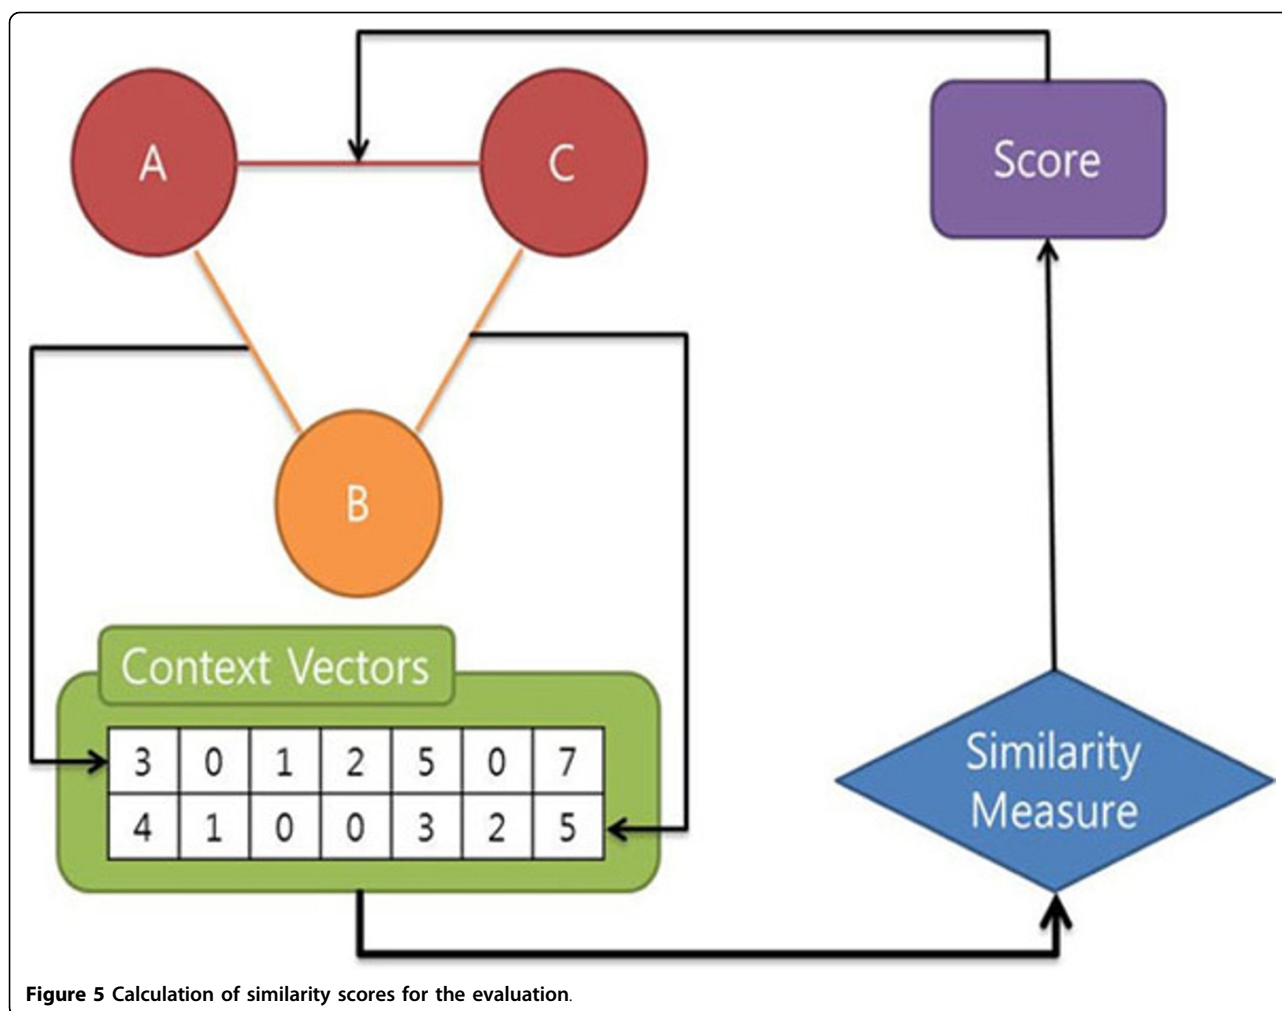 A
C
Score
B
Context Vectors
3 0 1 2 5 0 7
4 1 0 0 3 2 5
Similarity
Measure
Figure 5 Calculation of similarity scores for the evaluation.